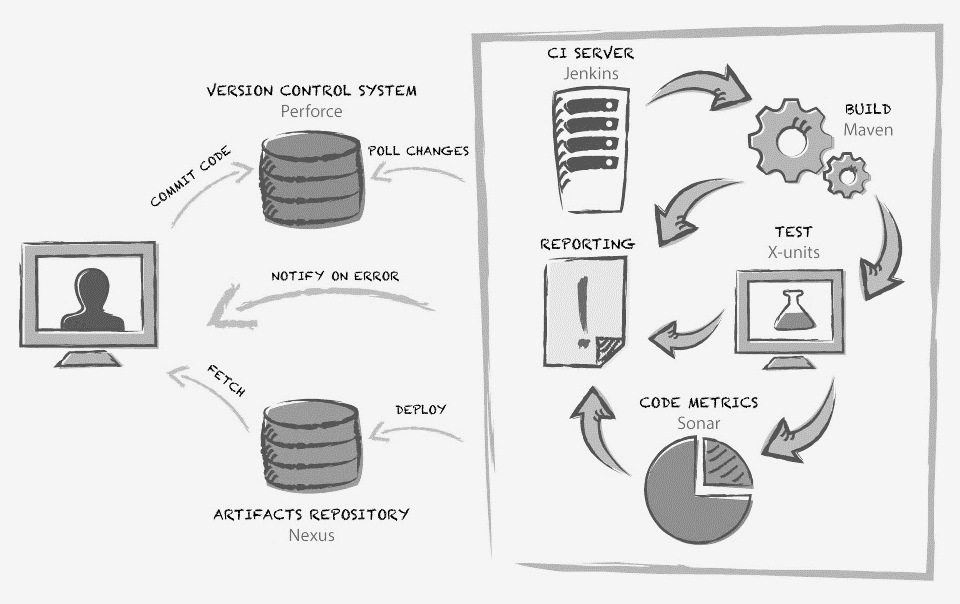 CI SERVER
Jenkins
VERSION CONTROL SYSTEM
Perforce
BUILD
Maven
COMMIT CODE
POLL CHANGES
TEST
X-units
REPORTING
NOTIFY ON ERROR
FETCH
DEPLOY
CODE METRICS
Sonar
ARTIFACTS REPOSITORY
Nexus